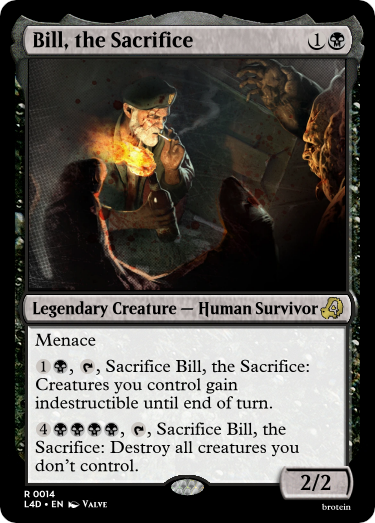 Bill, the Sacrifice 1
Legendary Creature — Human Survivor
Menace
1, , Sacrifice Bill, the Sacrifice:
Creatures you control gain
indestructible until end of turn.
4, , Sacrifice Bill, the
Sacrifice: Destroy all creatures you
don't control.
2/2
R 0014
L4D • EN Valve
brotein